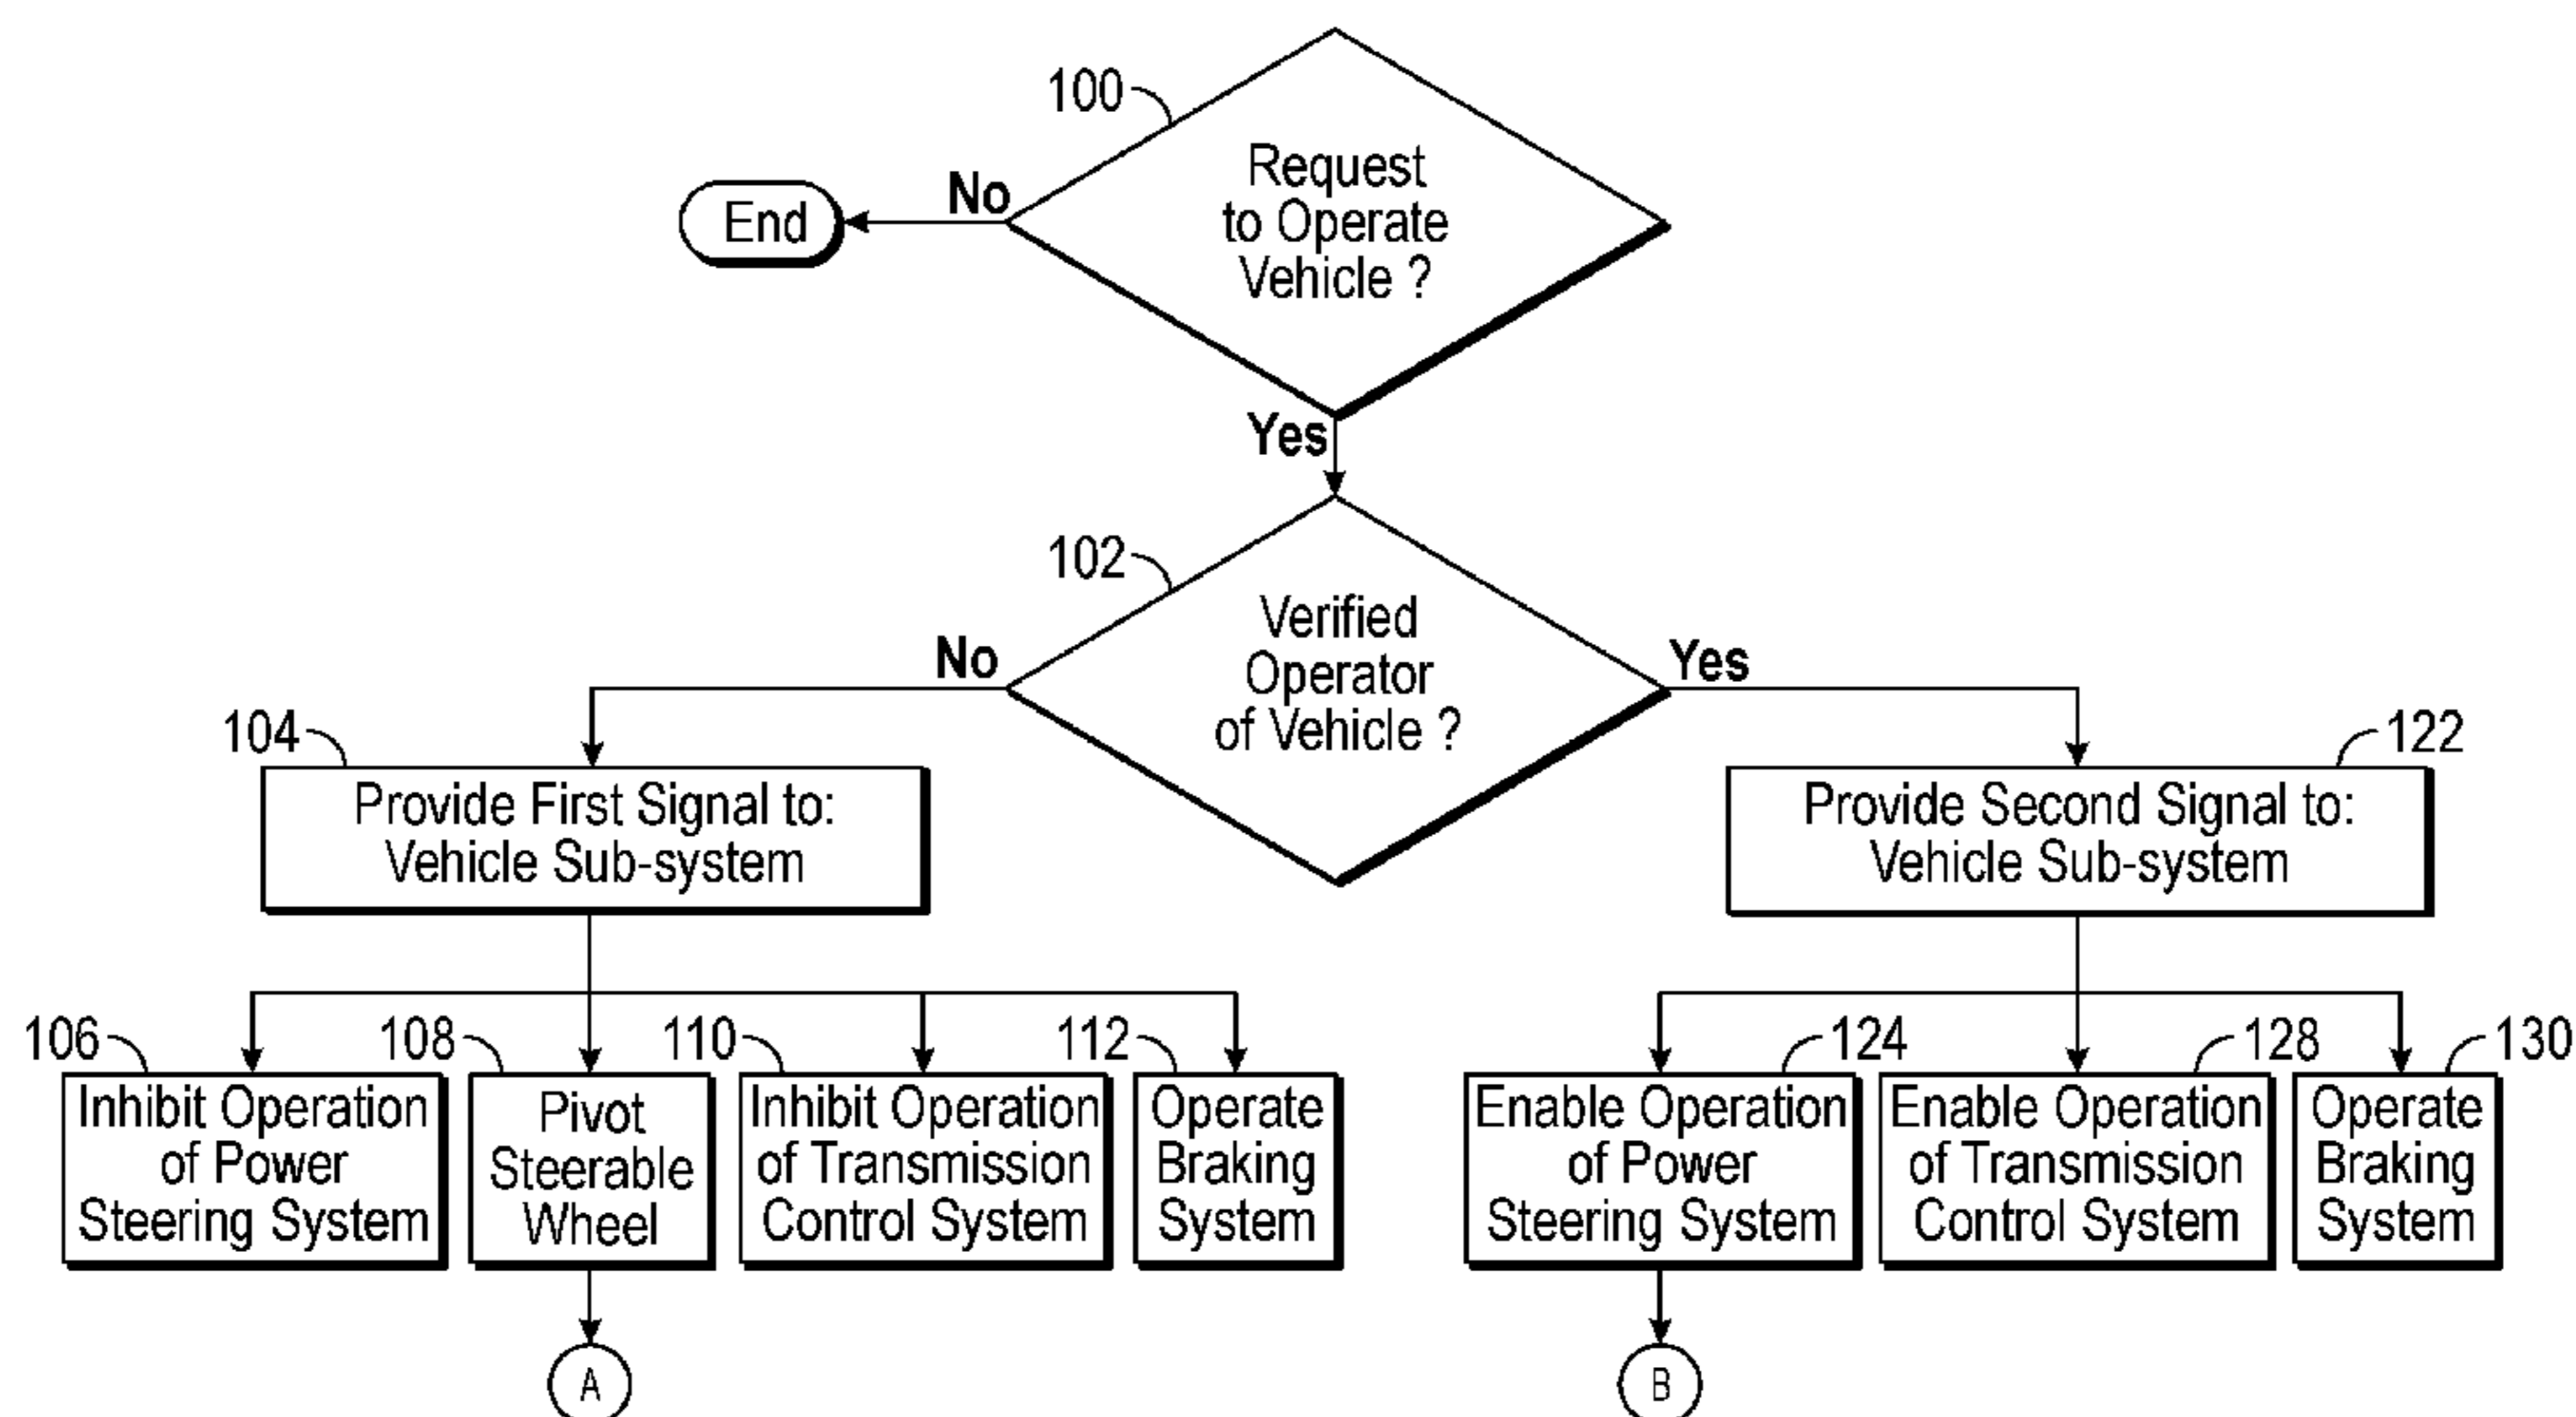 100
Request
to Operate
Vehicle ?
No
End
Yes
102
Verified
Operator
of Vehicle ?
No
Yes
104
Provide First Signal to:
Vehicle Sub-system
122
Provide Second Signal to:
Vehicle Sub-system
106
Inhibit Operation
of Power
Steering System
108
Pivot
Steerable
Wheel
110
Inhibit Operation
of Transmission
Control System
112
Operate
Braking
System
124
Enable Operation
of Power
Steering System
128
Enable Operation
of Transmission
Control System
130
Operate
Braking
System
A
B